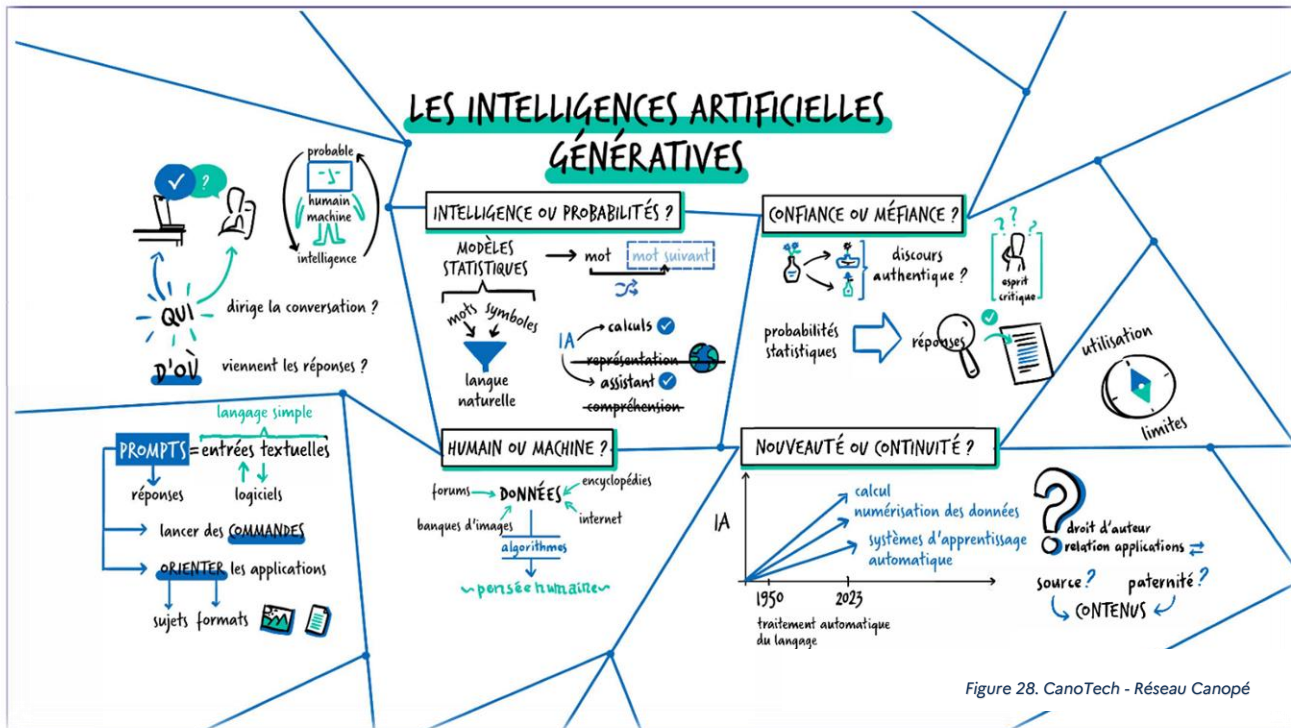 LES INTELLIGENCES ARTIFICIELLES
GÉNÉRATIVES
probable
humain
machine
intelligence
?
QUI
dirige la conversation ?
D'OÙ
viennent les réponses ?
INTELLIGENCE OU PROBABILITÉS ?
MODÈLES
STATISTIQUES
mot
mot suivant
mots
symboles
langue
naturelle
IA
calculs
représentation
assistant
compréhension
CONFIANCE OU MÉFIANCE ?
discours
authentique ?
? ? ? ?
esprit
critique
probabilités
statistiques
réponses
utilisation
limites
langage simple
PROMPTS = entrées textuelles
réponses
logiciels
lancer des COMMANDES
ORIENTER les applications
sujets formats
HUMAIN OU MACHINE ?
forums
DONNÉES
encyclopédies
banques d'images
internet
algorithmes
~pensée humaine~
NOUVEAUTÉ OU CONTINUITÉ ?
IA
calcul
numérisation des données
systèmes d'apprentissage
automatique
1950
2023
traitement automatique
du langage
?
droit d'auteur
relation applications
source ?
paternité ?
CONTENUS
Figure 28. CanoTech - Réseau Canopé